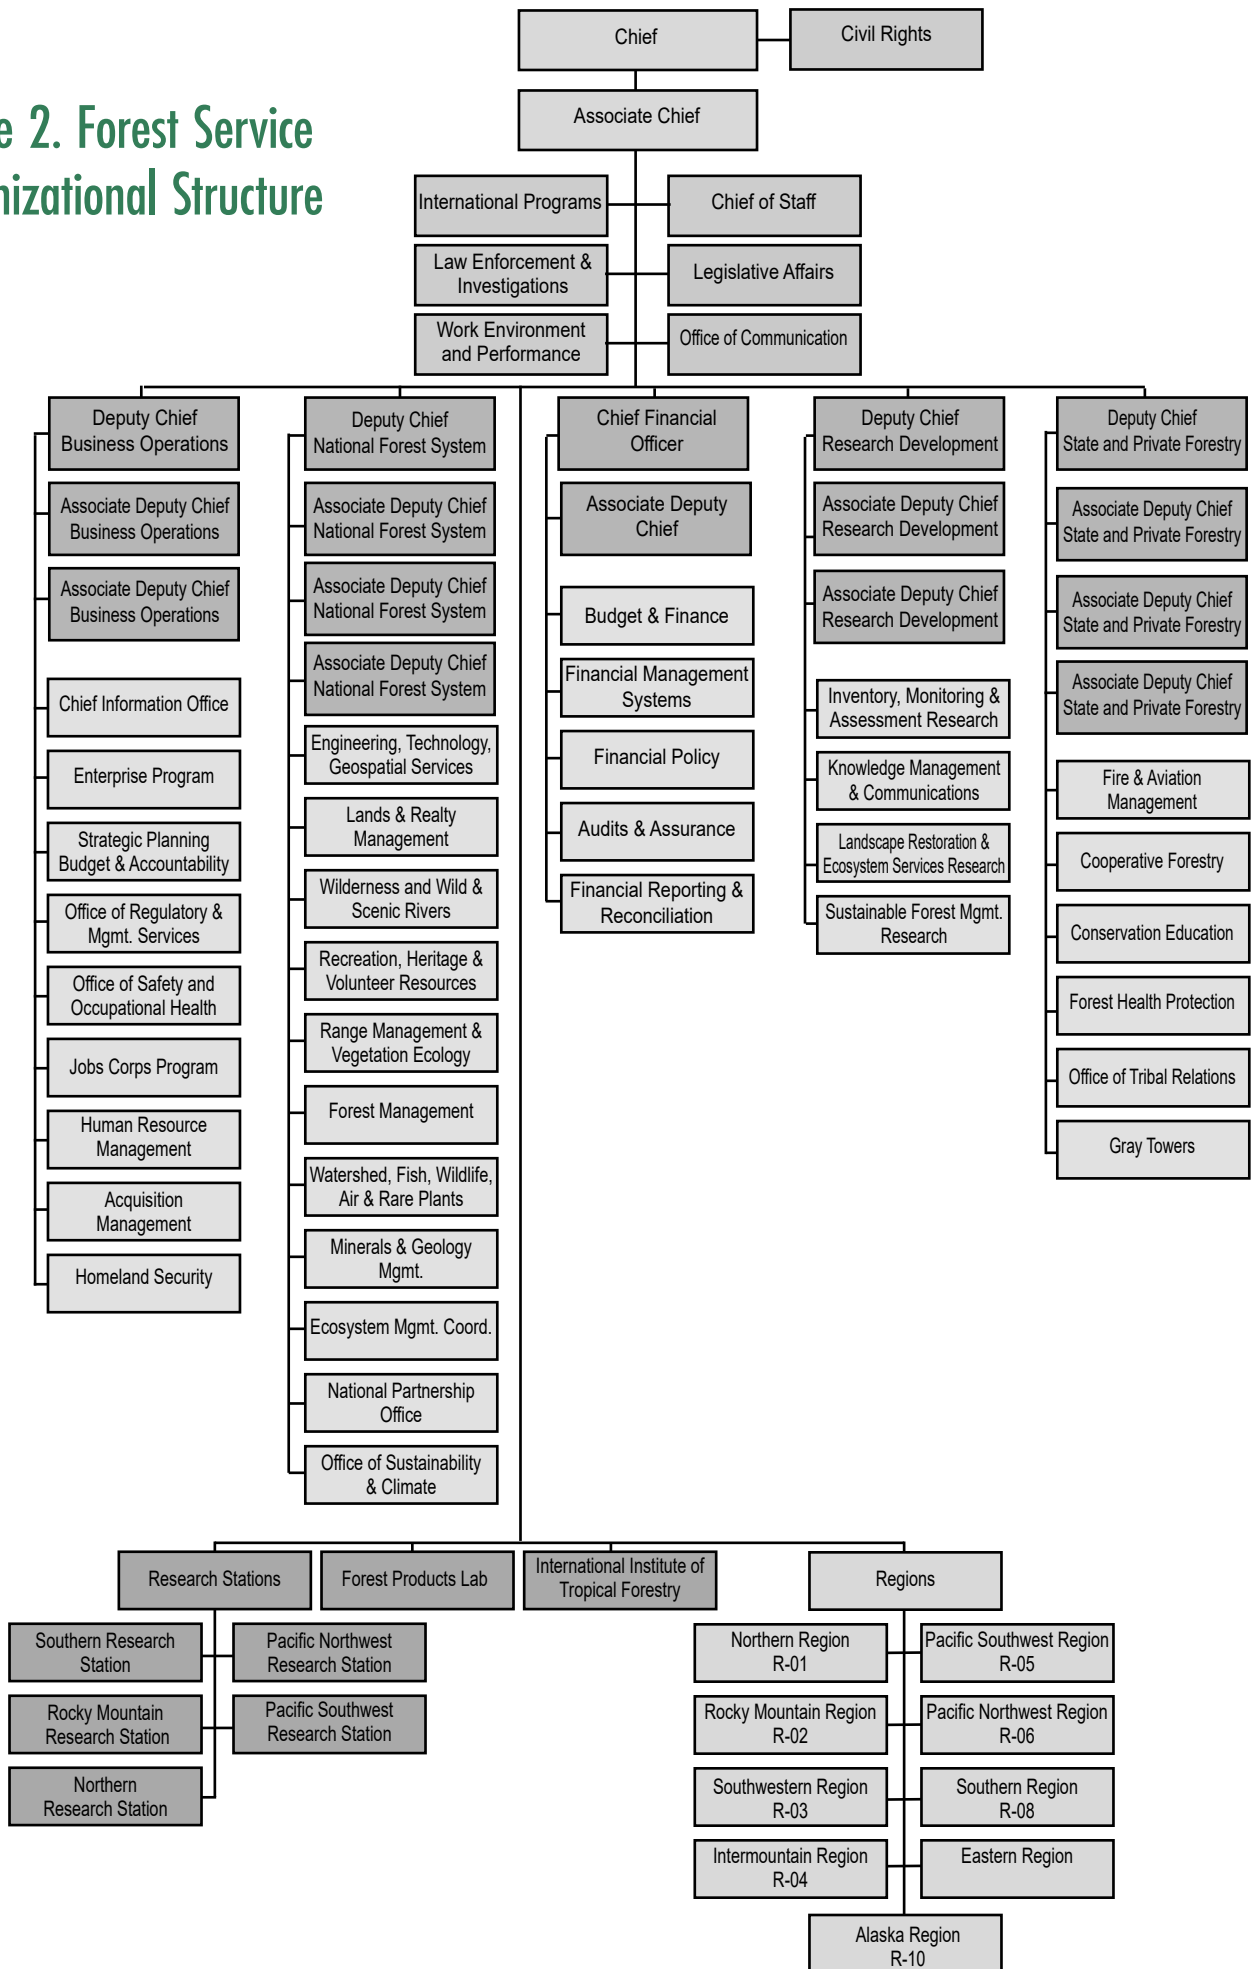 Chief
Civil Rights
Associate Chief
e 2. Forest Service
nizational Structure
International Programs
Chief of Staff
Law Enforcement &
Investigations
Legislative Affairs
Work Environment
and Performance
Office of Communication
Deputy Chief
Business Operations
Associate Deputy Chief
Business Operations
Associate Deputy Chief
Business Operations
Chief Information Office
Enterprise Program
Strategic Planning
Budget & Accountability
Office of Regulatory &
Mgmt. Services
Office of Safety and
Occupational Health
Jobs Corps Program
Human Resource
Management
Acquisition
Management
Homeland Security
Deputy Chief
National Forest System
Associate Deputy Chief
National Forest System
Associate Deputy Chief
National Forest System
Associate Deputy Chief
National Forest System
Engineering, Technology,
Geospatial Services
Lands & Realty
Management
Wilderness and Wild &
Scenic Rivers
Recreation, Heritage &
Volunteer Resources
Range Management &
Vegetation Ecology
Forest Management
Watershed, Fish, Wildlife,
Air & Rare Plants
Minerals & Geology
Mgmt.
Ecosystem Mgmt. Coord.
National Partnership
Office
Office of Sustainability
& Climate
Chief Financial
Officer
Associate Deputy
Chief
Budget & Finance
Financial Management
Systems
Financial Policy
Audits & Assurance
Financial Reporting &
Reconciliation
Deputy Chief
Research Development
Associate Deputy Chief
Research Development
Associate Deputy Chief
Research Development
Inventory, Monitoring &
Assessment Research
Knowledge Management
& Communications
Landscape Restoration &
Ecosystem Services Research
Sustainable Forest Mgmt.
Research
Deputy Chief
State and Private Forestry
Associate Deputy Chief
State and Private Forestry
Associate Deputy Chief
State and Private Forestry
Associate Deputy Chief
State and Private Forestry
Fire & Aviation
Management
Cooperative Forestry
Conservation Education
Forest Health Protection
Office of Tribal Relations
Gray Towers
Research Stations
Forest Products Lab
International Institute of
Tropical Forestry
Regions
Southern Research
Station
Pacific Northwest
Research Station
Rocky Mountain
Research Station
Pacific Southwest
Research Station
Northern
Research Station
Northern Region
R-01
Pacific Southwest Region
R-05
Rocky Mountain Region
R-02
Pacific Northwest Region
R-06
Southwestern Region
R-03
Southern Region
R-08
Intermountain Region
R-04
Eastern Region
Alaska Region
R-10